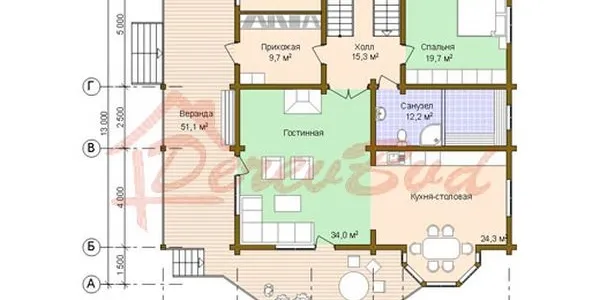 5.000
Прихожая
9,7 м²
Холл
15,3 м²
Спальня
19,7 м²
Г
13.000
2.500
Веранда
51,1 м²
Гостинная
Санузел
12,2 м²
В
DerevBud
4.000
Кухня-столовая
34,0 м²
24,3 м²
Б
1.500
А